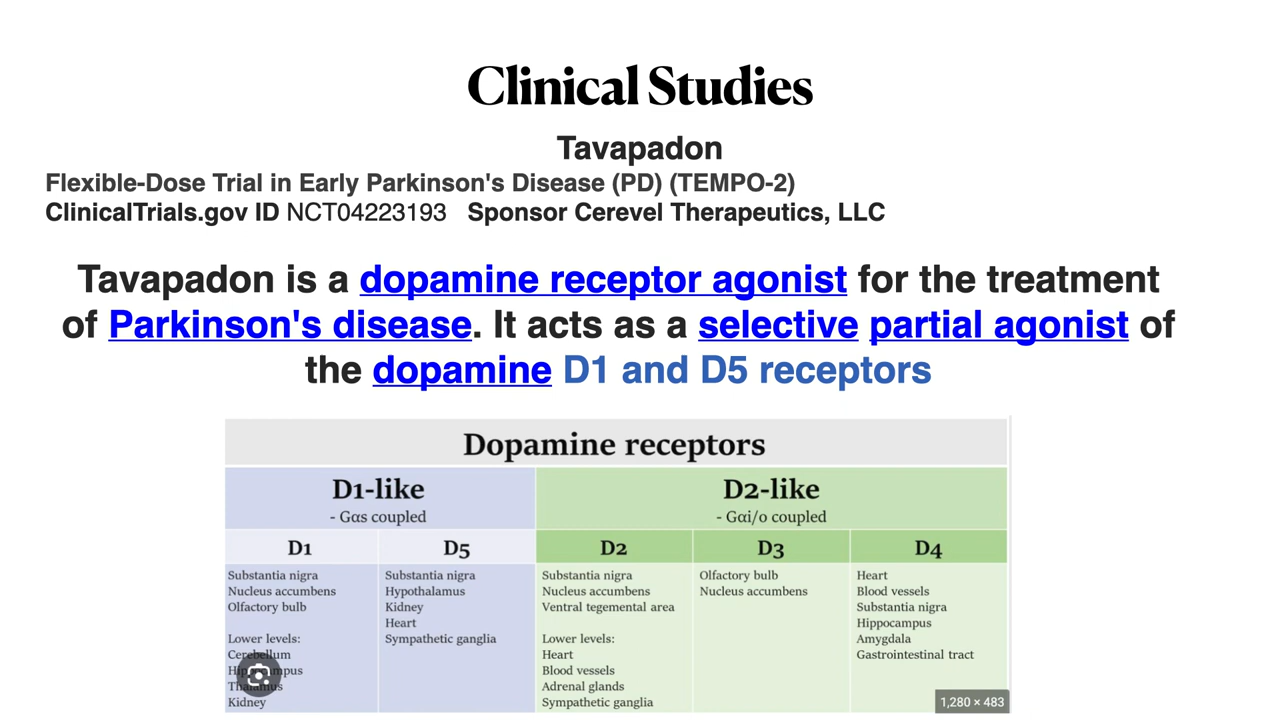 Clinical Studies
Tavapadon
Flexible-Dose Trial in Early Parkinson's Disease (PD) (TEMPO-2)
ClinicalTrials.gov ID NCT04223193 Sponsor Cerevel Therapeutics, LLC
Tavapadon is a dopamine receptor agonist for the treatment
of Parkinson's disease. It acts as a selective partial agonist of
the dopamine D1 and D5 receptors
Dopamine receptors
D1-like
- Gαs coupled
D2-like
- Gαi/o coupled
D1
D5
D2
D3
D4
Substantia nigra
Nucleus accumbens
Olfactory bulb
Lower levels:
Cerebellum
Hippocampus
Thalamus
Kidney
Substantia nigra
Hypothalamus
Kidney
Heart
Sympathetic ganglia
Substantia nigra
Nucleus accumbens
Ventral tegmental area
Lower levels:
Heart
Blood vessels
Adrenal glands
Sympathetic ganglia
Olfactory bulb
Nucleus accumbens
Heart
Blood vessels
Substantia nigra
Hippocampus
Amygdala
Gastrointestinal tract
1,280 × 483